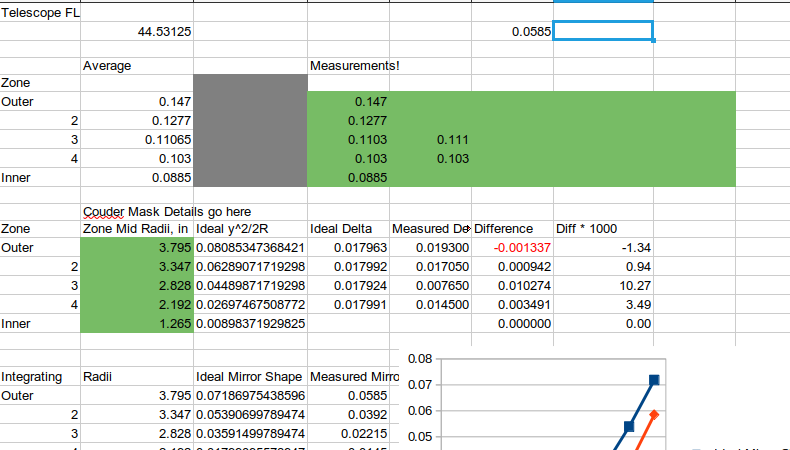 Telescope FL
44.53125 0.0585
Average Measurements!
Zone
Outer 0.147 0.147
2 0.1277 0.1277
3 0.11065 0.1103 0.111
4 0.103 0.103 0.103
Inner 0.0885 0.0885
Couder Mask Details go here
Zone Zone Mid Radii, in Ideal y^2/2R Ideal Delta Measured De Difference Diff * 1000
Outer 3.795 0.08085347368421 0.017963 0.019300 -0.001337 -1.34
2 3.347 0.06289071719298 0.017992 0.017050 0.000942 0.94
3 2.828 0.04489871719298 0.017924 0.007650 0.010274 10.27
4 2.192 0.02697467508772 0.017991 0.014500 0.003491 3.49
Inner 1.265 0.00898371929825 0.000000 0.00
Integrating Radii Ideal Mirror Shape Measured Mirro
Outer 3.795 0.07186975438596 0.0585
2 3.347 0.05390699789474 0.0392
3 2.828 0.03591499789474 0.02215
0.08
0.07
0.06
0.05